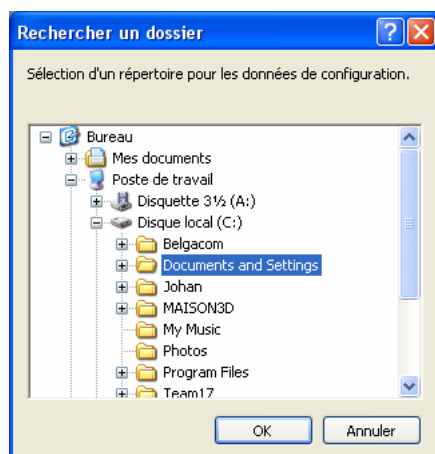 Rechercher un dossier
Sélection d'un répertoire pour les données de configuration.
Bureau
Mes documents
Poste de travail
Disquette 3½ (A:)
Disque local (C:)
Belgacom
Documents and Settings
Johan
MAISON3D
My Music
Photos
Program Files
Team17
OK Annuler